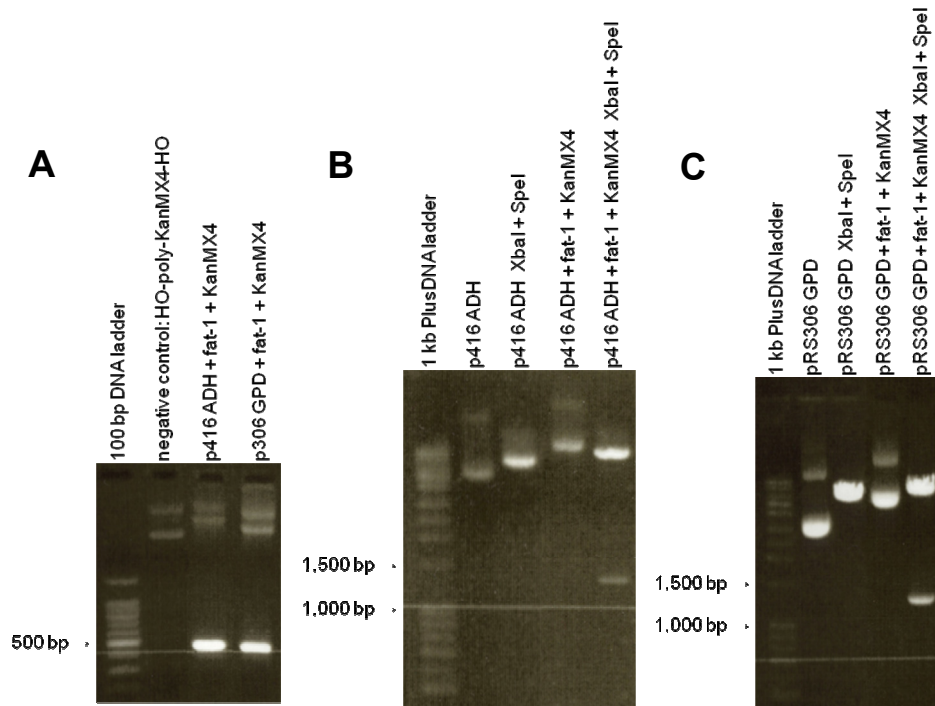 A
100 bp DNA ladder
negative control: HO-poly-KanMX4-HO
p416 ADH + fat-1 + KanMX4
p306 GPD + fat-1 + KanMX4
500 bp
B
1 kb Plus DNA ladder
p416 ADH
p416 ADH XbaI + SpeI
p416 ADH + fat-1 + KanMX4
p416 ADH + fat-1 + KanMX4 XbaI + SpeI
1,500 bp
1,000 bp
C
1 kb Plus DNA ladder
pRS306 GPD
pRS306 GPD XbaI + SpeI
pRS306 GPD + fat-1 + KanMX4
pRS306 GPD + fat-1 + KanMX4 XbaI + SpeI
1,500 bp
1,000 bp